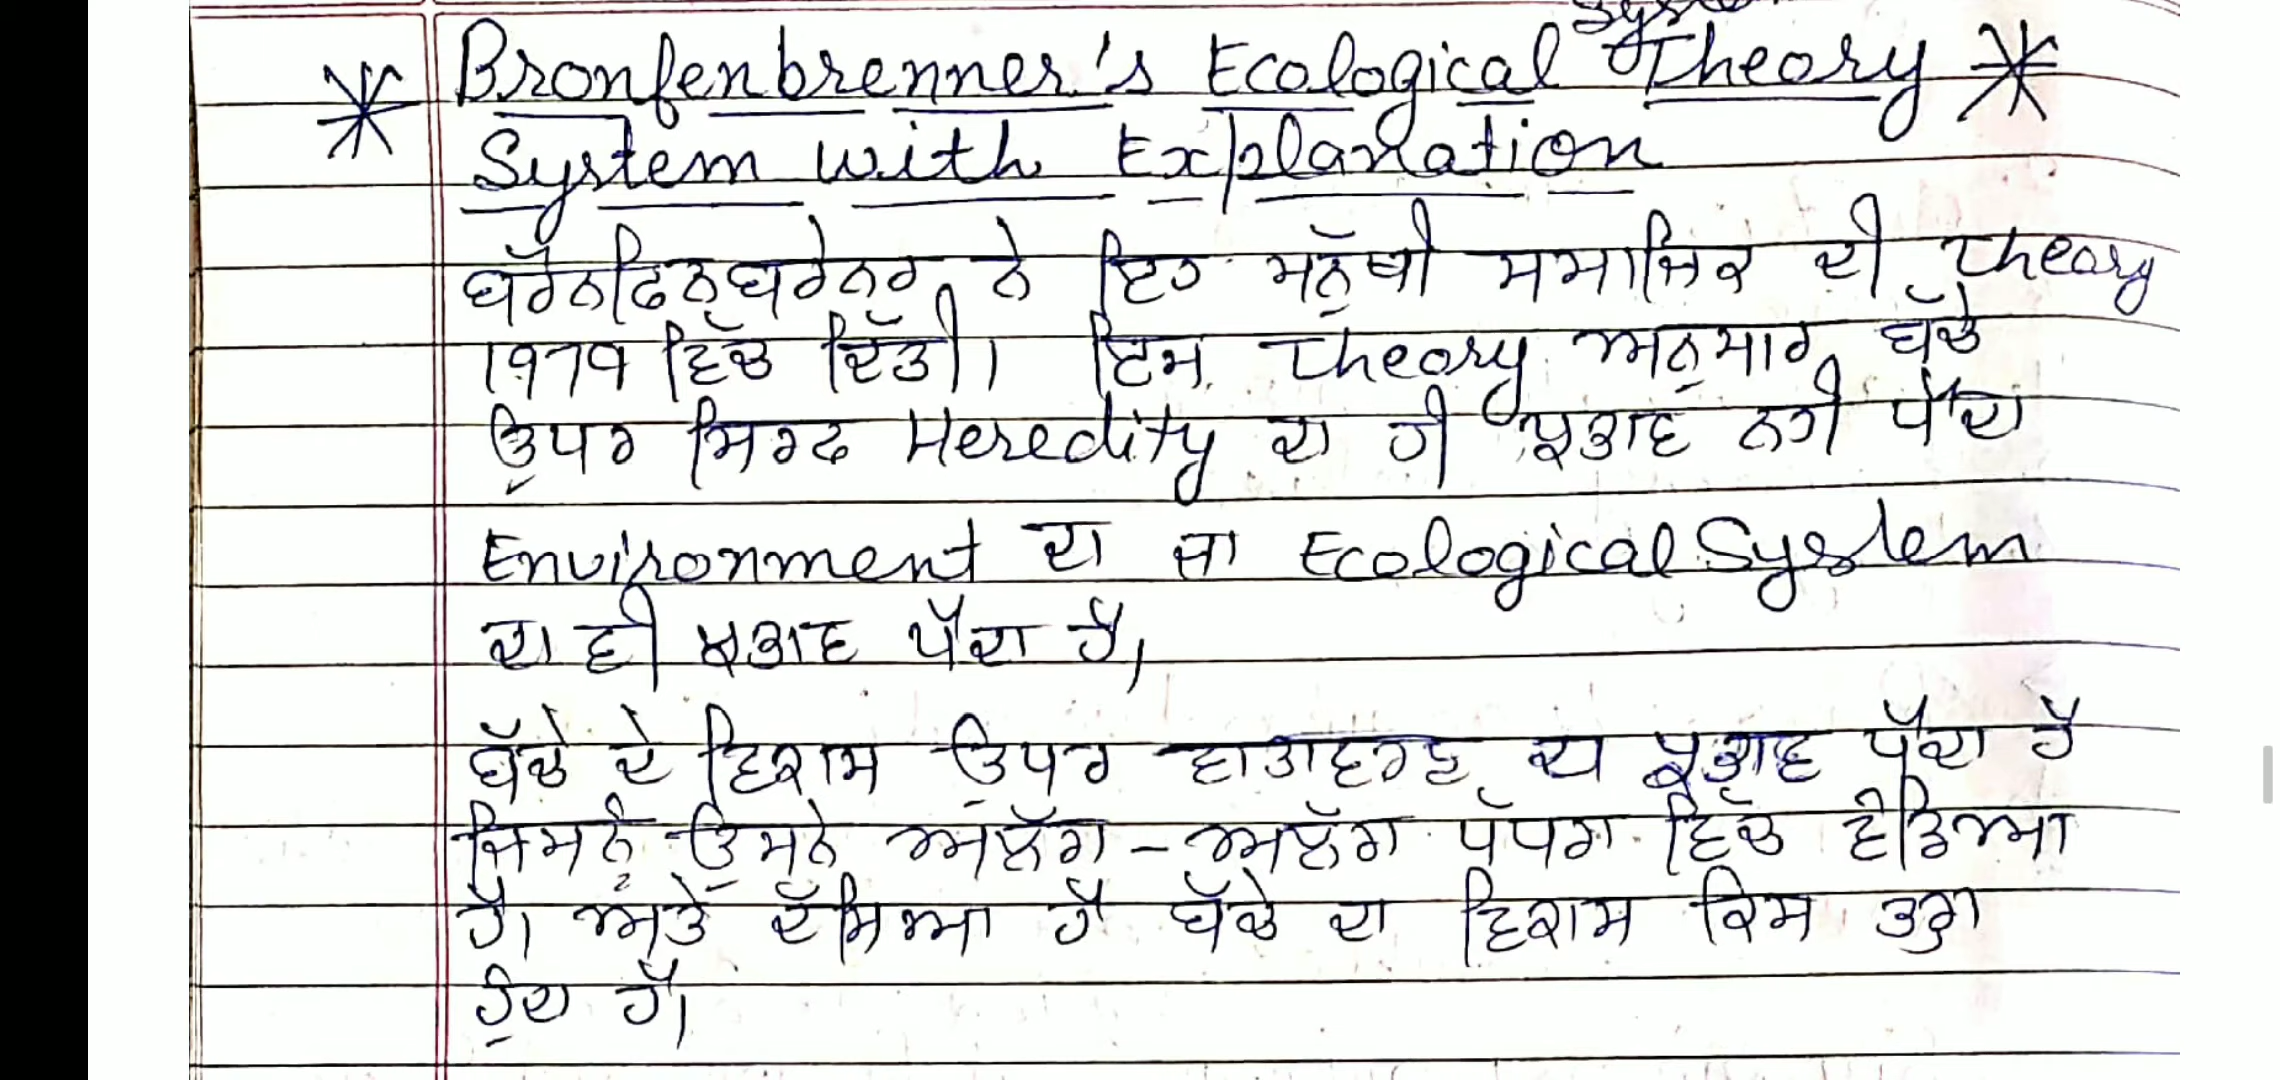 Bronfenbrenner's Ecological Theory
System with Explanation
ਬਰੌਨਫਿਨਬਰੇਨਰ ਨੇ ਇਹ ਮਨੁੱਖੀ ਸਮਾਜਿਕ ਦੀ Theory
1979 ਵਿੱਚ ਦਿੱਤੀ। ਇਸ Theory ਅਨੁਸਾਰ ਬੱਚੇ
ਉਪਰ ਸਿਰਫ Heredity ਦਾ ਹੀ ਪ੍ਰਭਾਵ ਨਹੀ ਪੈਂਦਾ
Environment ਦਾ ਜਾ Ecological System
ਦਾ ਵੀ ਪ੍ਰਭਾਵ ਪੈਂਦਾ ਹੈ,
ਬੱਚੇ ਦੇ ਵਿਕਾਸ ਉਪਰ ਵਾਤਾਵਰਣ ਦਾ ਪ੍ਰਭਾਵ ਪੈਂਦਾ ਹੈ
ਜਿਸਨੂੰ ਉਸਨੇ ਅਲੱਗ-ਅਲੱਗ ਪੱਧਰਾ ਵਿੱਚ ਵੰਡਿਆ
ਹੈ। ਅਤੇ ਦੱਸਿਆ ਹੈ ਬੱਚੇ ਦਾ ਵਿਕਾਸ ਕਿਸ ਤਰ੍ਹਾ
ਹੁੰਦਾ ਹੈ।